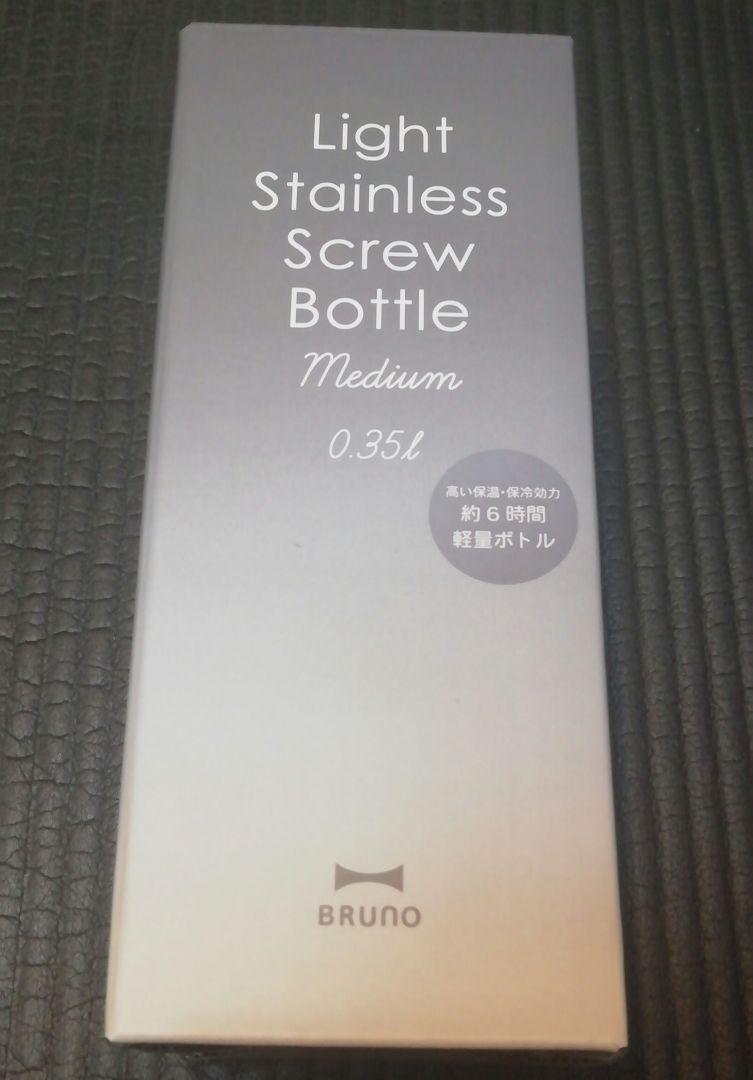 Light
Stainless
Screw
Bottle
Medium
0.35ℓ
高い保温・保冷効力
約6時間
軽量ボトル
BRUNO